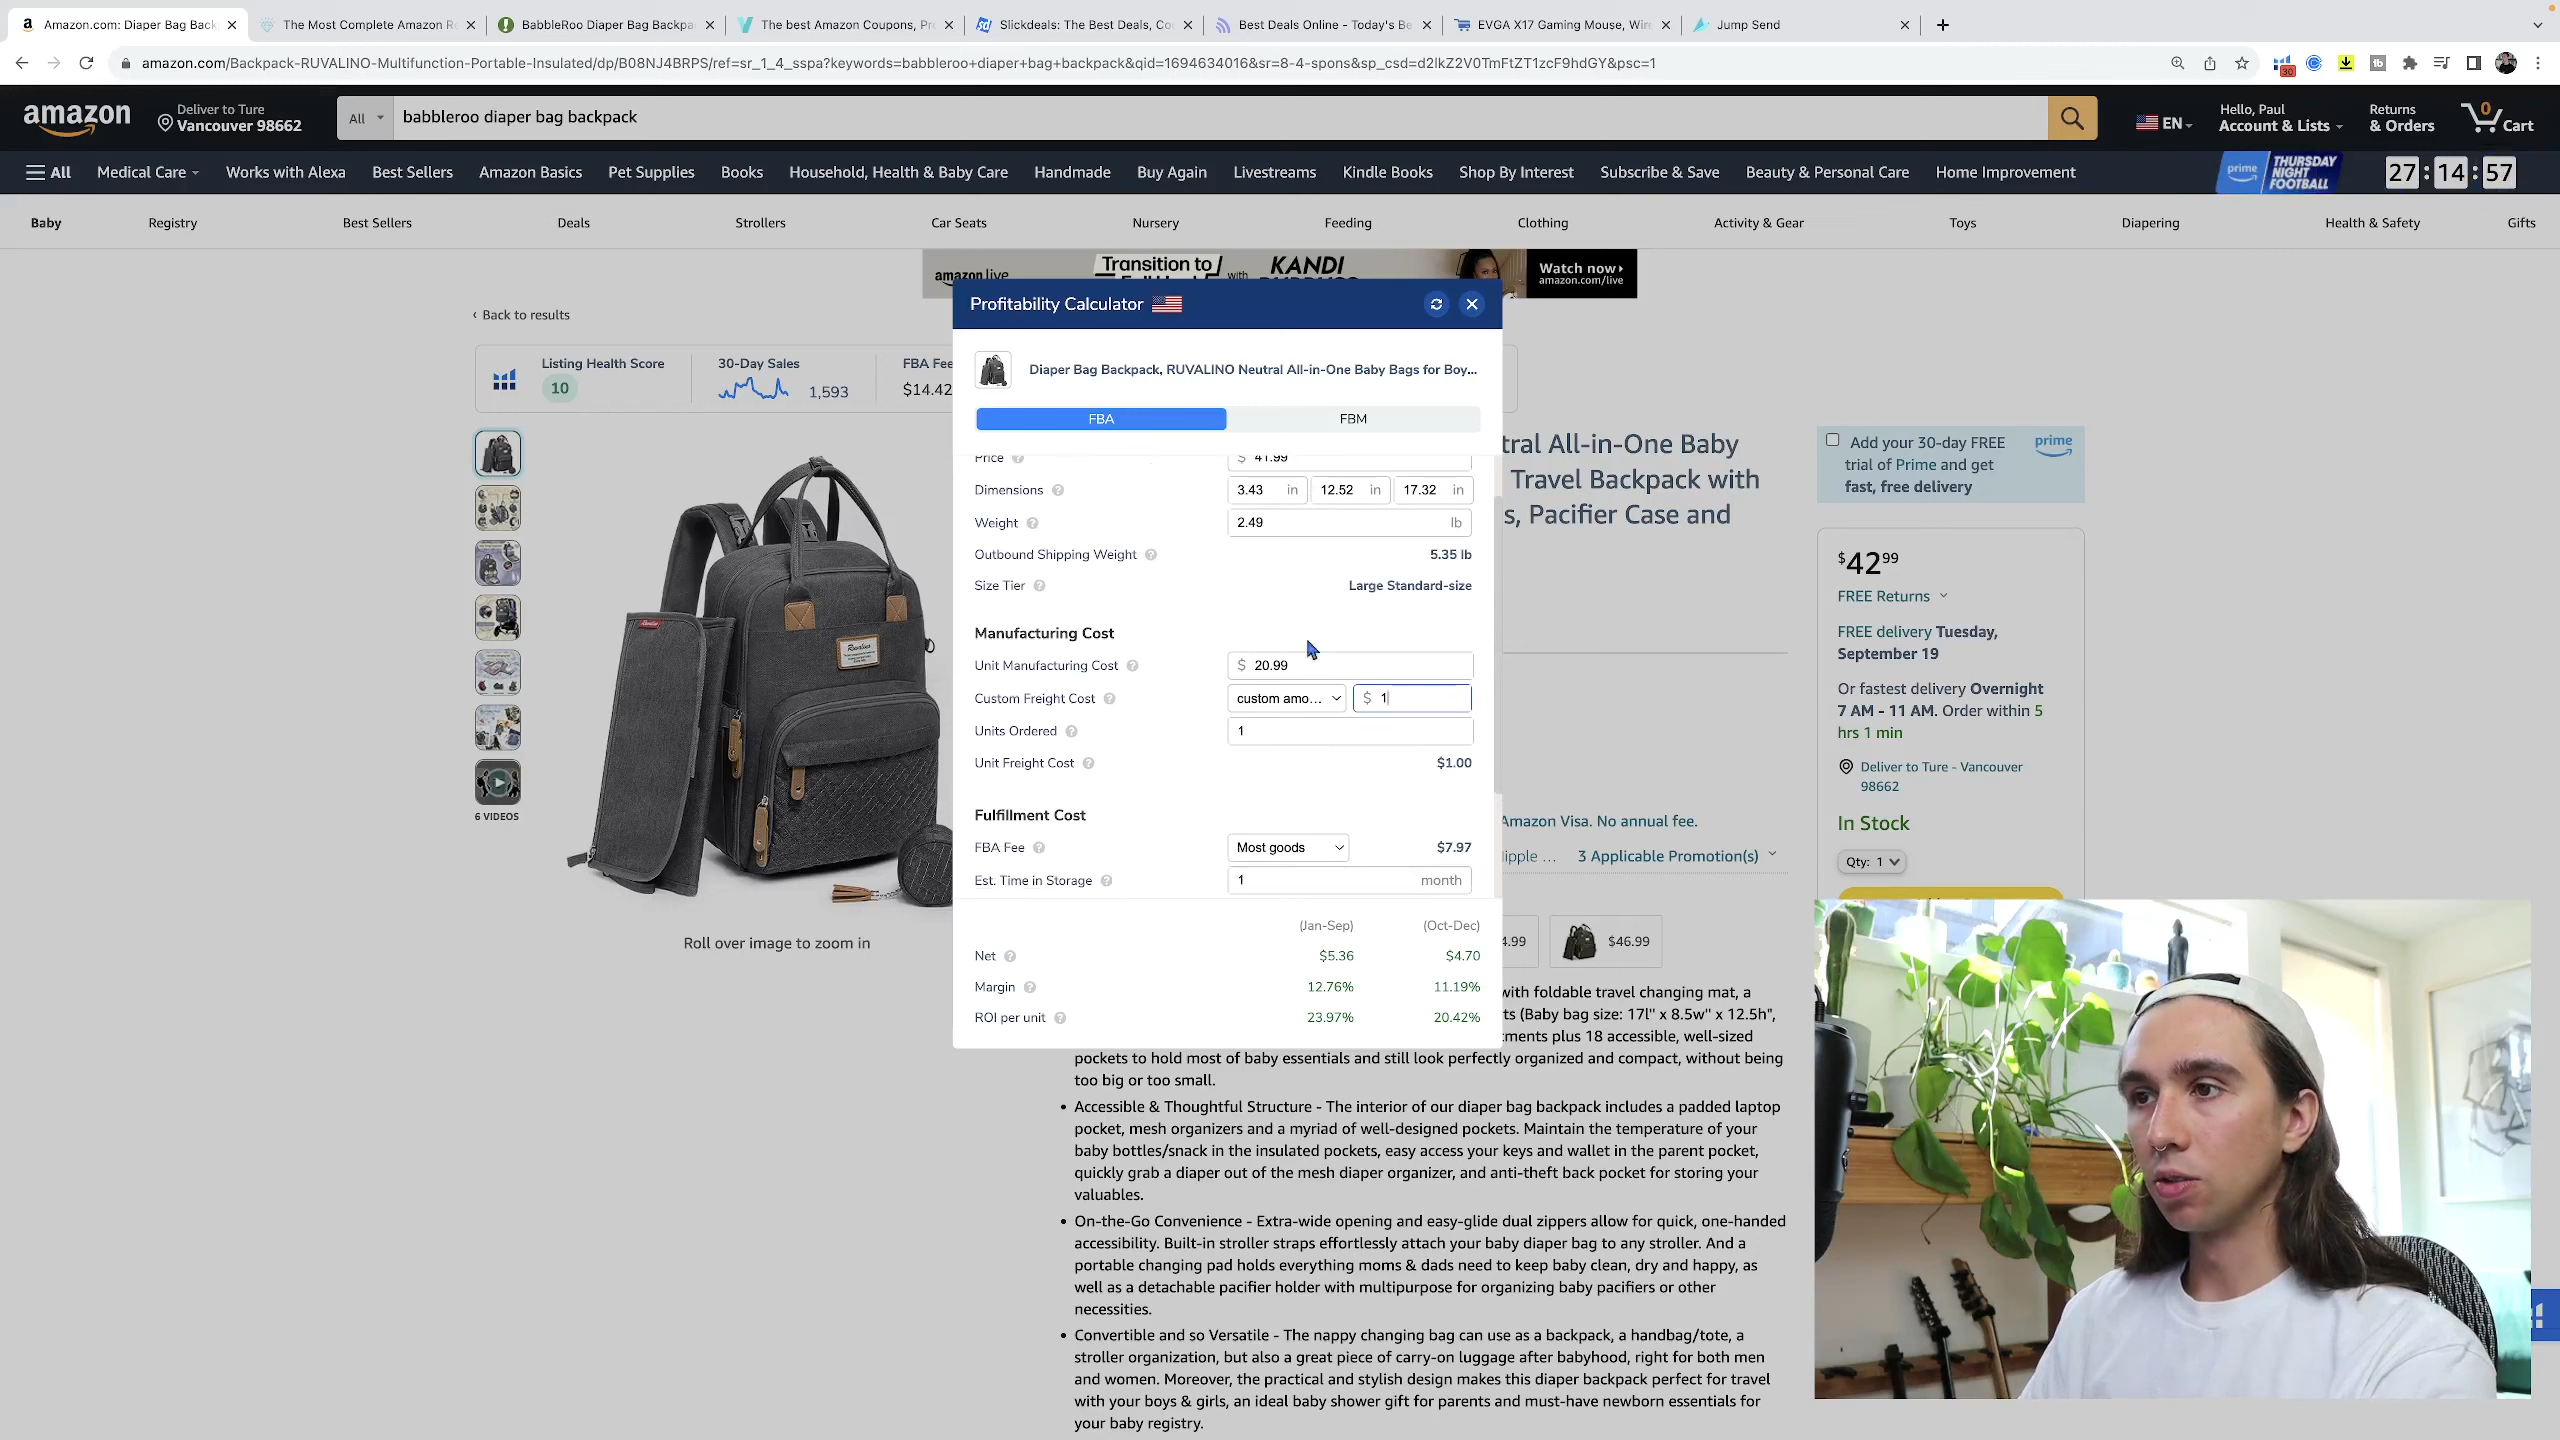 Amazon.com: Diaper Bag Back
The Most Complete Amazon Re
BabbleRoo Diaper Bag Backpa
The best Amazon Coupons, Pr
Slickdeals: The Best Deals, Co
Best Deals Online - Today's Be
EVGA X17 Gaming Mouse, Wire
Jump Send
amazon.com/Backpack-RUVALINO-Multifunction-Portable-Insulated/dp/B08NJ4BRPS/ref=sr_1_4_sspa?keywords=babbleroo+diaper+bag+backpack&qid=1694634016&sr=8-4-spons&sp_csd=d2lkZ2V0TmFtZT1zcF9hdGY&psc=1
30
amazon
Deliver to Ture
Vancouver 98662
All
babbleroo diaper bag backpack
EN
Hello, Paul
Account & Lists
Returns
& Orders
0
Cart
All
Medical Care
Works with Alexa
Best Sellers
Amazon Basics
Pet Supplies
Books
Household, Health & Baby Care
Handmade
Buy Again
Livestreams
Kindle Books
Shop By Interest
Subscribe & Save
Beauty & Personal Care
Home Improvement
prime
THURSDAY
NIGHT
FOOTBALL
27:14:57
Baby
Registry
Best Sellers
Deals
Strollers
Car Seats
Nursery
Feeding
Clothing
Activity & Gear
Toys
Diapering
Health & Safety
Gifts
amazon live
Transition to
with
KANDI
Watch now
amazon.com/live
‹ Back to results
Listing Health Score
10
30-Day Sales
1,593
FBA Fe
$14.42
Profitability Calculator
Diaper Bag Backpack, RUVALINO Neutral All-in-One Baby Bags for Boy...
FBA
FBM
Price
$ 41.99
Dimensions
3.43 in
12.52 in
17.32 in
Weight
2.49 lb
Outbound Shipping Weight
5.35 lb
Size Tier
Large Standard-size
Manufacturing Cost
Unit Manufacturing Cost
$ 20.99
Custom Freight Cost
custom amo...
$ 1
Units Ordered
1
Unit Freight Cost
$1.00
Fulfillment Cost
FBA Fee
Most goods
$7.97
Est. Time in Storage
1 month
(Jan-Sep)
(Oct-Dec)
Net
$5.36
$4.70
Margin
12.76%
11.19%
ROI per unit
23.97%
20.42%
6 VIDEOS
Roll over image to zoom in
tral All-in-One Baby
Travel Backpack with
s, Pacifier Case and
Amazon Visa. No annual fee.
ipple ...
3 Applicable Promotion(s)
4.99
$46.99
Add your 30-day FREE
trial of Prime and get
fast, free delivery
prime
$42 99
FREE Returns
FREE delivery Tuesday,
September 19
Or fastest delivery Overnight
7 AM - 11 AM. Order within 5
hrs 1 min
Deliver to Ture - Vancouver
98662
In Stock
Qty: 1
with foldable travel changing mat, a
ts (Baby bag size: 17l" x 8.5w" x 12.5h",
ments plus 18 accessible, well-sized
pockets to hold most of baby essentials and still look perfectly organized and compact, without being
too big or too small.
• Accessible & Thoughtful Structure - The interior of our diaper bag backpack includes a padded laptop
pocket, mesh organizers and a myriad of well-designed pockets. Maintain the temperature of your
baby bottles/snack in the insulated pockets, easy access your keys and wallet in the parent pocket,
quickly grab a diaper out of the mesh diaper organizer, and anti-theft back pocket for storing your
valuables.
• On-the-Go Convenience - Extra-wide opening and easy-glide dual zippers allow for quick, one-handed
accessibility. Built-in stroller straps effortlessly attach your baby diaper bag to any stroller. And a
portable changing pad holds everything moms & dads need to keep baby clean, dry and happy, as
well as a detachable pacifier holder with multipurpose for organizing baby pacifiers or other
necessities.
• Convertible and so Versatile - The nappy changing bag can use as a backpack, a handbag/tote, a
stroller organization, but also a great piece of carry-on luggage after babyhood, right for both men
and women. Moreover, the practical and stylish design makes this diaper backpack perfect for travel
with your boys & girls, an ideal baby shower gift for parents and must-have newborn essentials for
your baby registry.